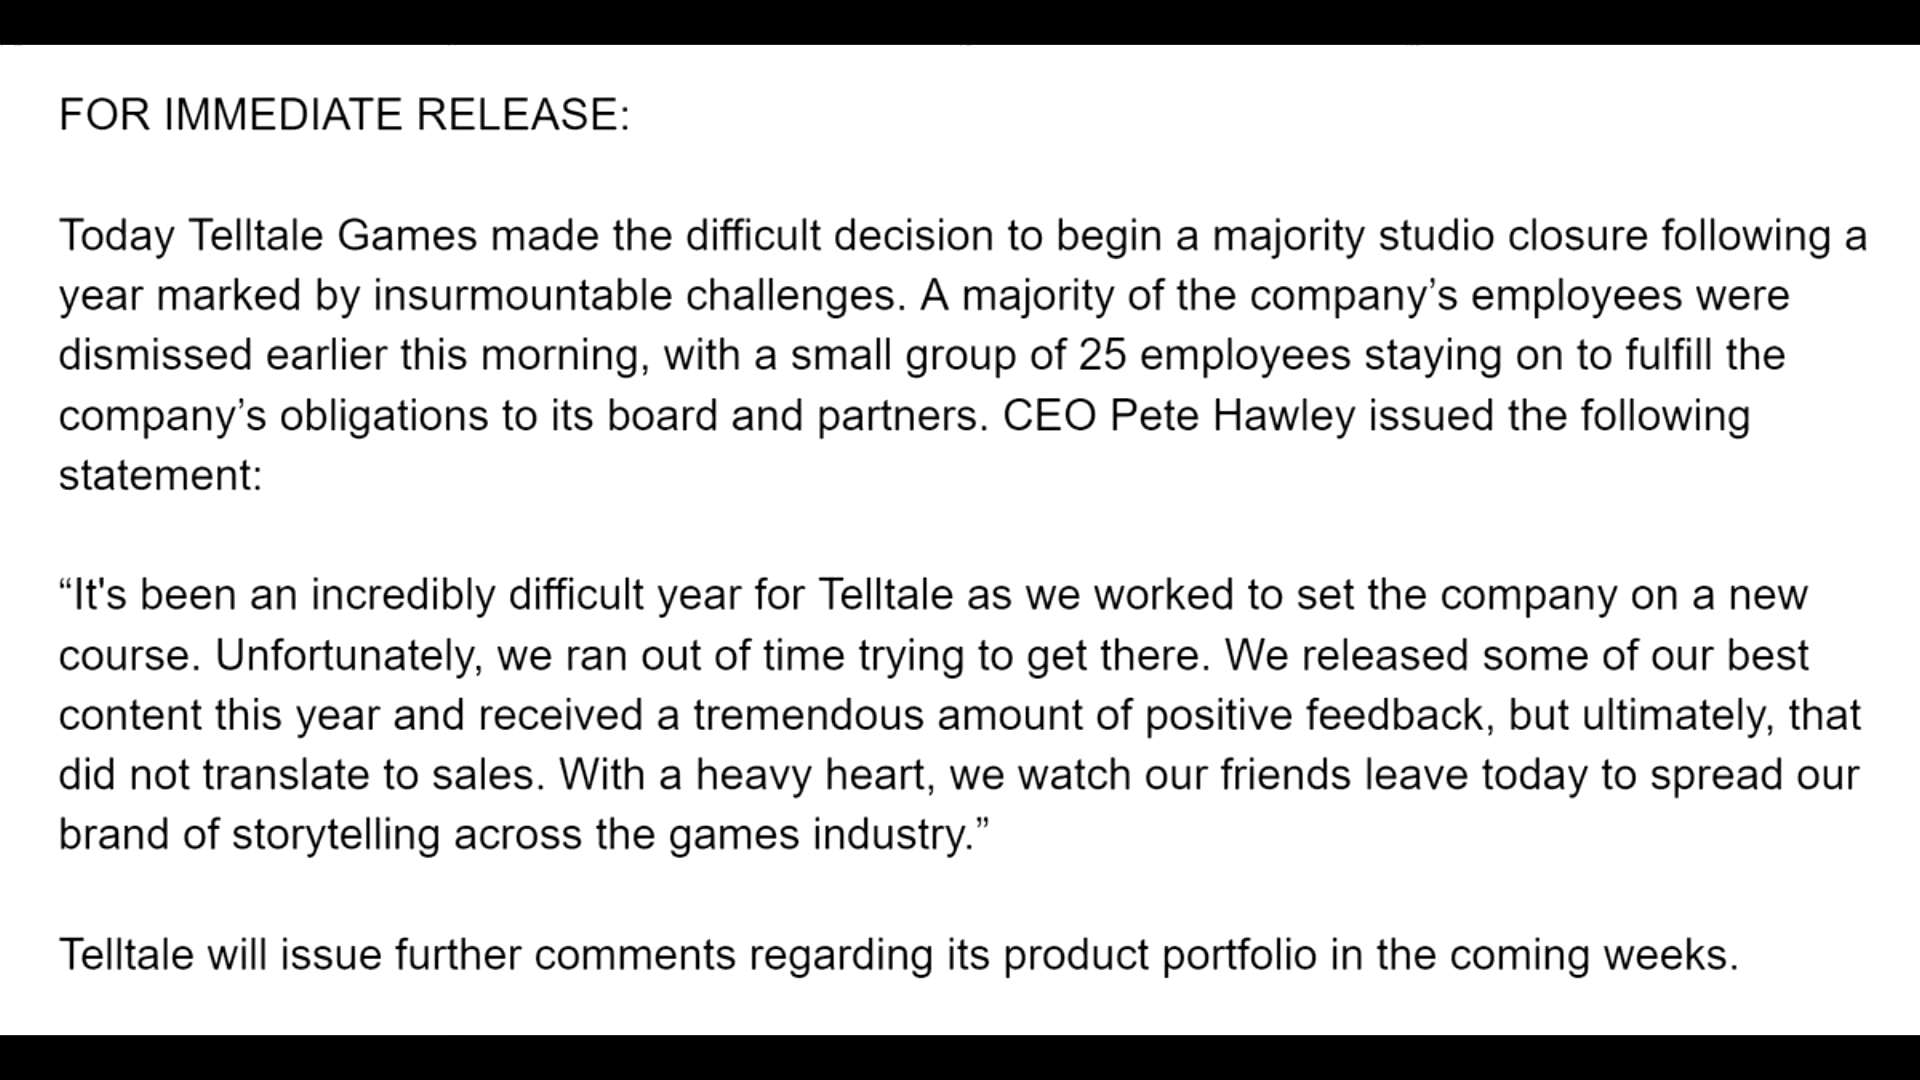 FOR IMMEDIATE RELEASE:
Today Telltale Games made the difficult decision to begin a majority studio closure following a
year marked by insurmountable challenges. A majority of the company’s employees were
dismissed earlier this morning, with a small group of 25 employees staying on to fulfill the
company’s obligations to its board and partners. CEO Pete Hawley issued the following
statement:
“It's been an incredibly difficult year for Telltale as we worked to set the company on a new
course. Unfortunately, we ran out of time trying to get there. We released some of our best
content this year and received a tremendous amount of positive feedback, but ultimately, that
did not translate to sales. With a heavy heart, we watch our friends leave today to spread our
brand of storytelling across the games industry.”
Telltale will issue further comments regarding its product portfolio in the coming weeks.